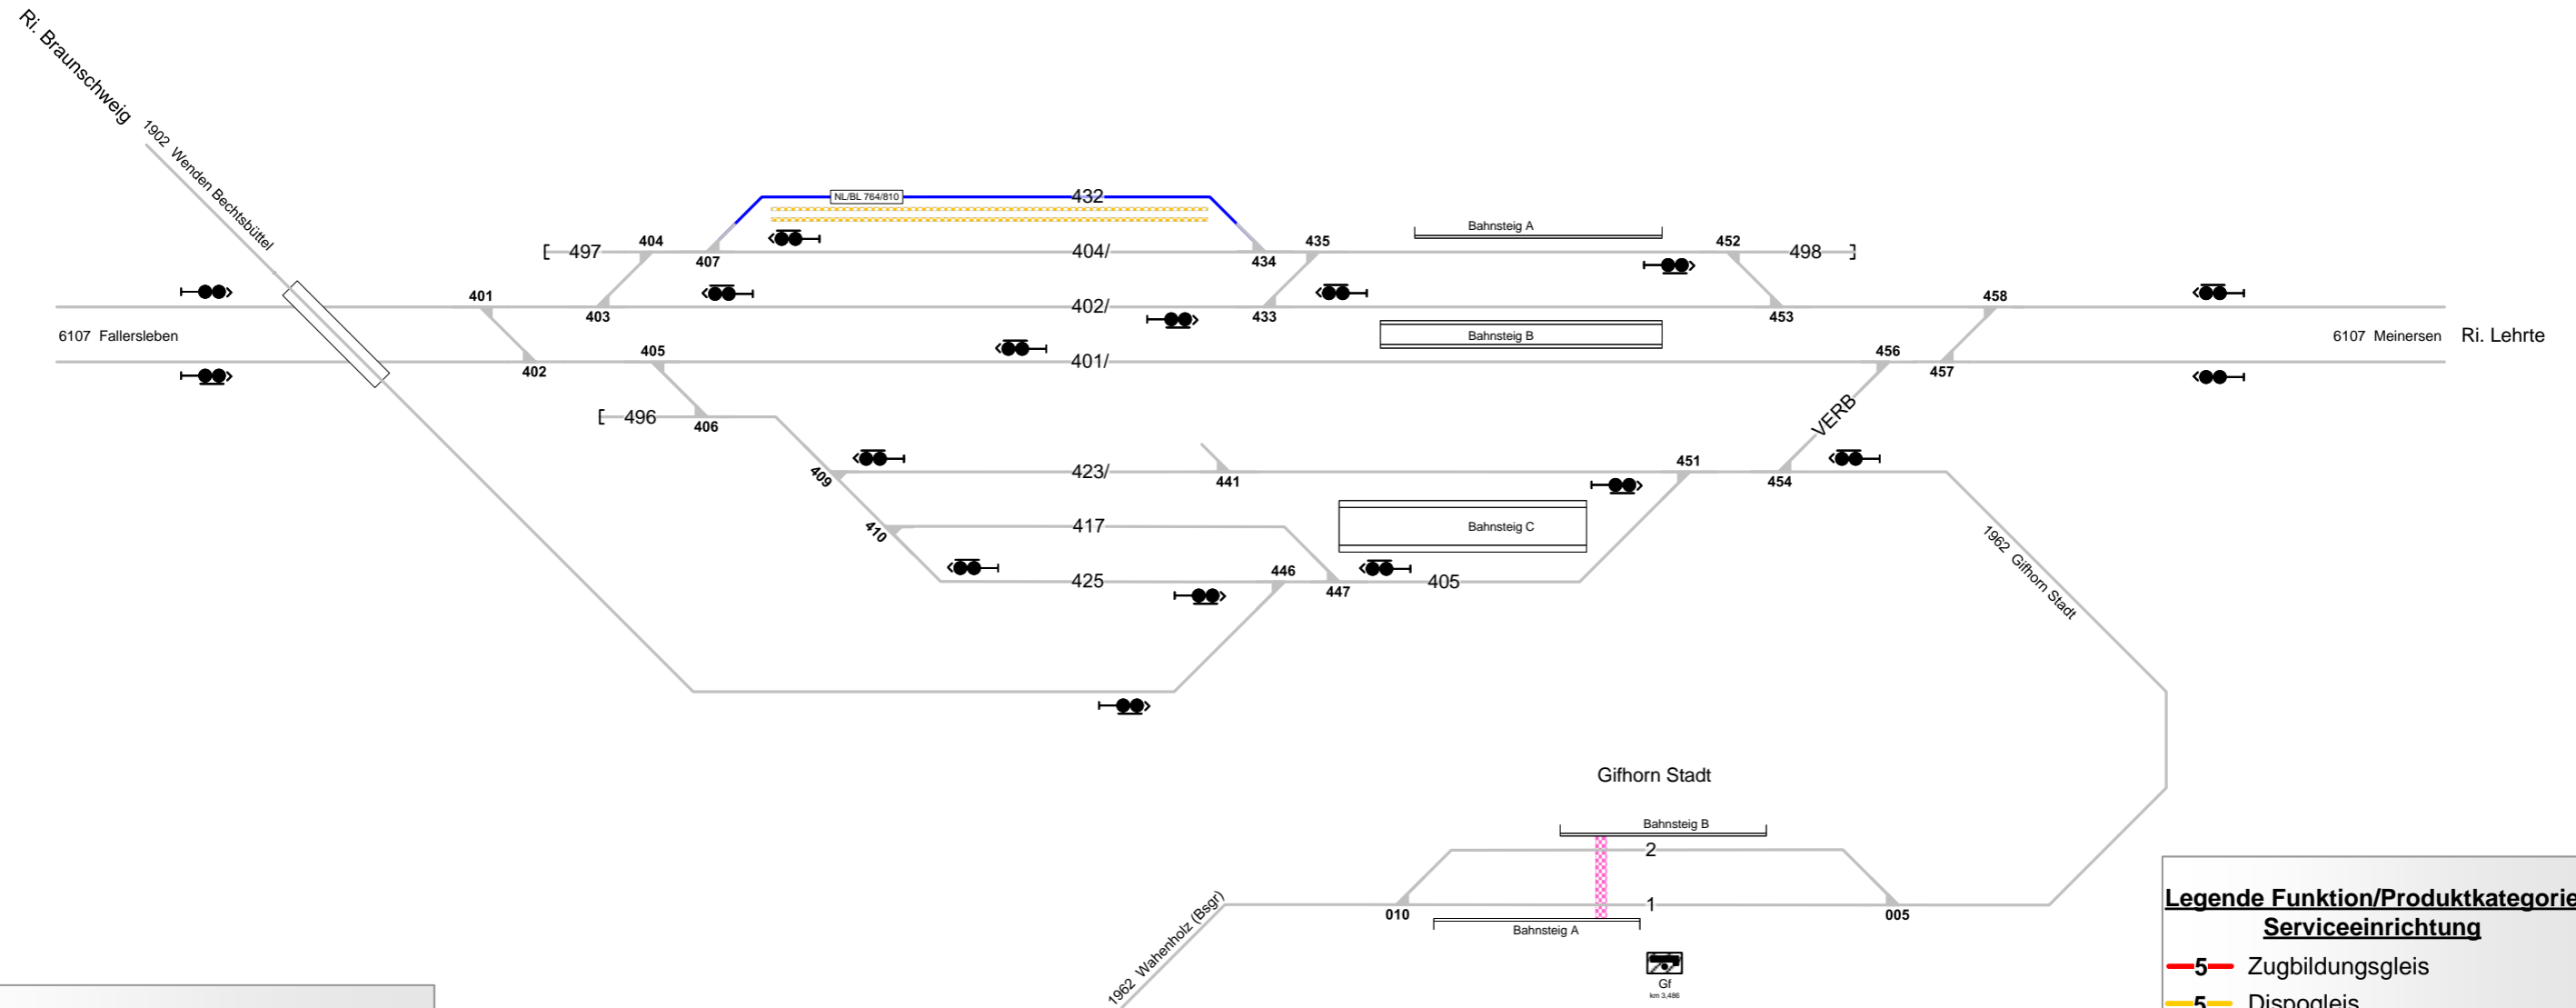 Ri. Braunschweig
1902 Wenden Bechtsbüttel
NL/BL 764/810
432
Bahnsteig A
497
404
404/
435
452
498
407
434
401
402/
458
403
433
453
6107 Fallersleben
Bahnsteig B
6107 Meinersen
Ri. Lehrte
405
401/
456
402
457
496
406
VERB
409
423/
441
451
454
410
417
Bahnsteig C
1962 Gifhorn Stadt
425
446
447
405
Gifhorn Stadt
Bahnsteig B
2
1
010
005
Bahnsteig A
1962 Wahenholz (Bsgr)
Gf
km 3,486
Legende Funktion/Produktkategorie
Serviceeinrichtung
5 Zugbildungsgleis
5 Dispogleis